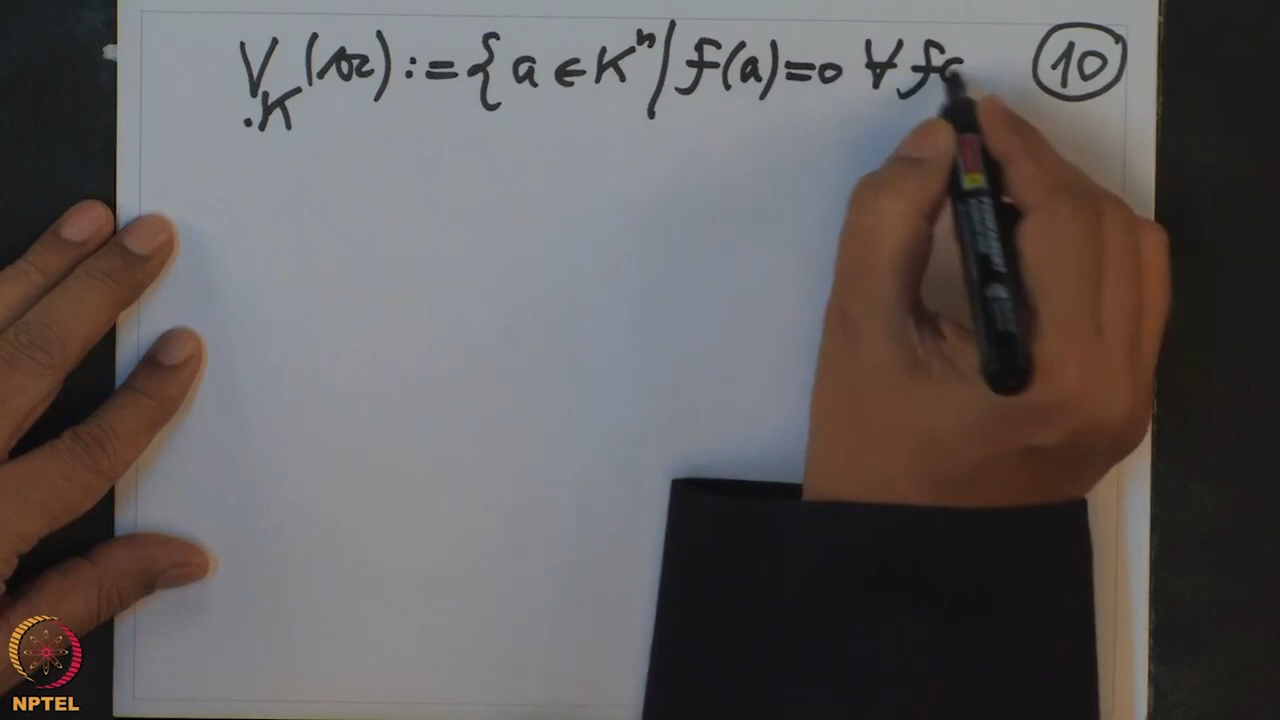 V_K(𝔞) := {a ∈ K^n | f(a)=0 ∀ f ⑩
NPTEL